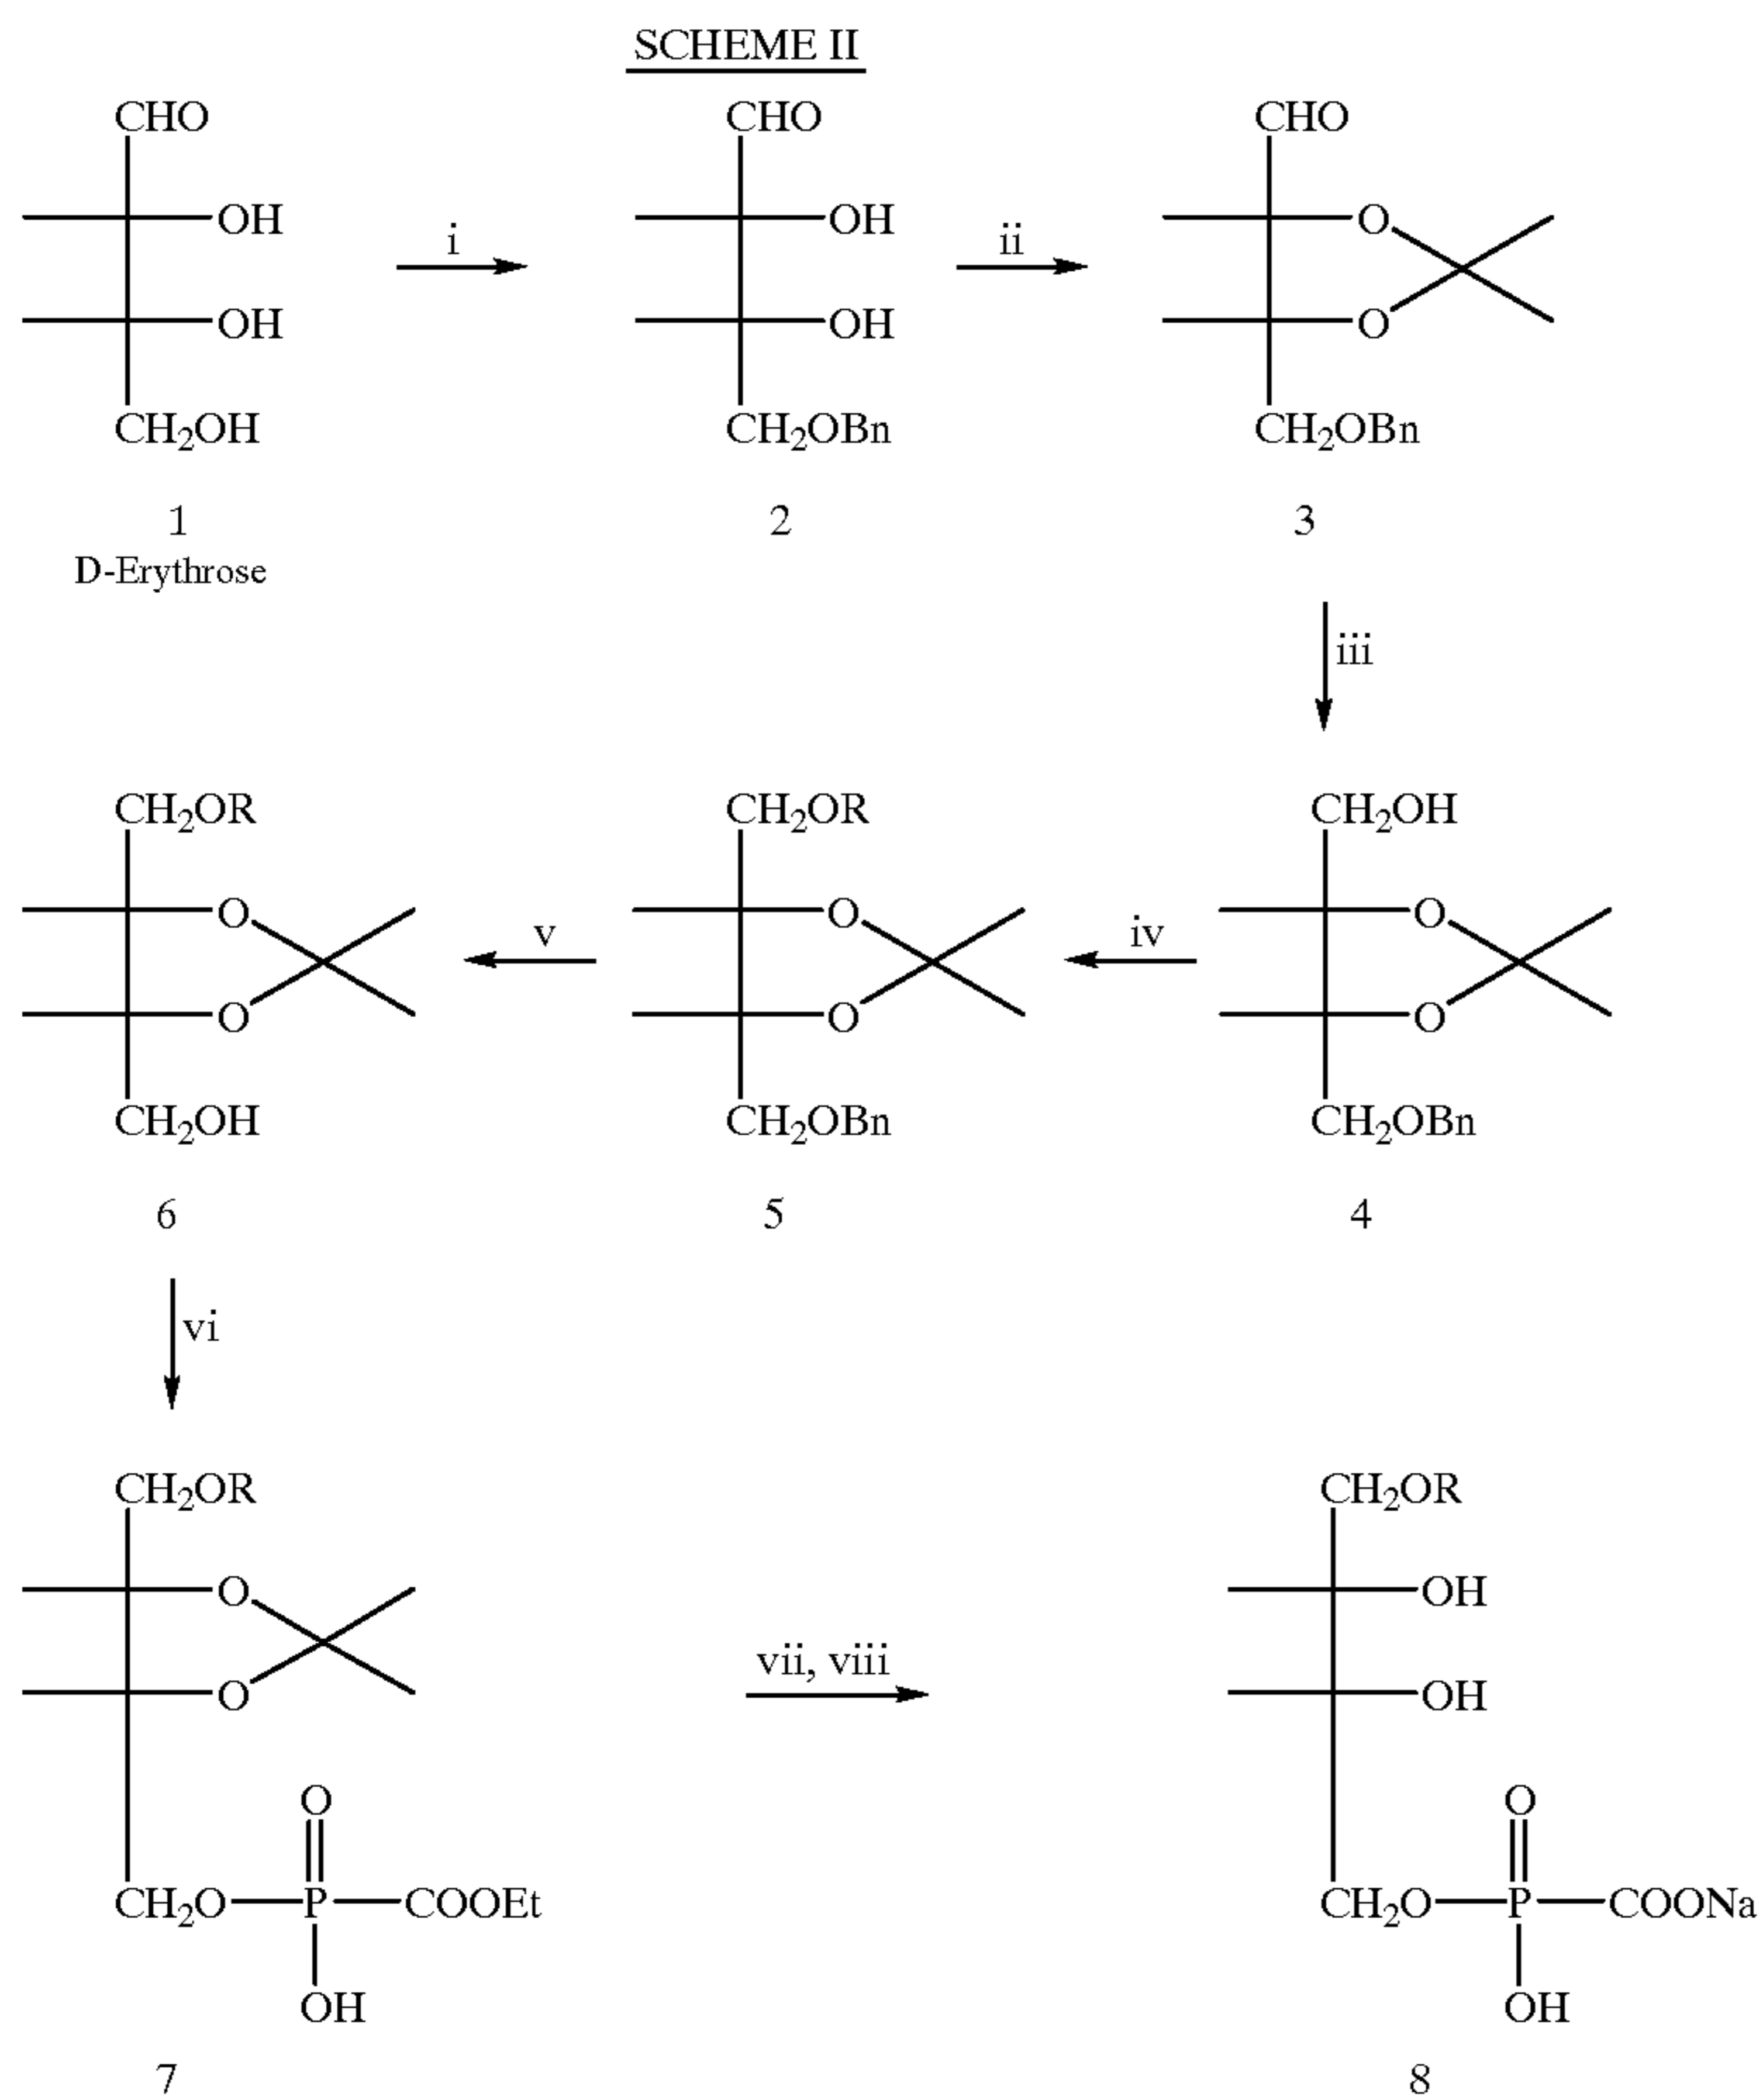 SCHEME II
CHO CHO CHO
OH OH O
i ii
OH OH O
CH2OH CH2OBn CH2OBn
1 2 3
D-Erythrose
iii
CH2OR CH2OR CH2OH
O O O
v iv
O O O
CH2OH CH2OBn CH2OBn
6 5 4
vi
CH2OR CH2OR
O OH
vii, viii
O OH
O O
CH2O P COOEt CH2O P COONa
OH OH
7 8